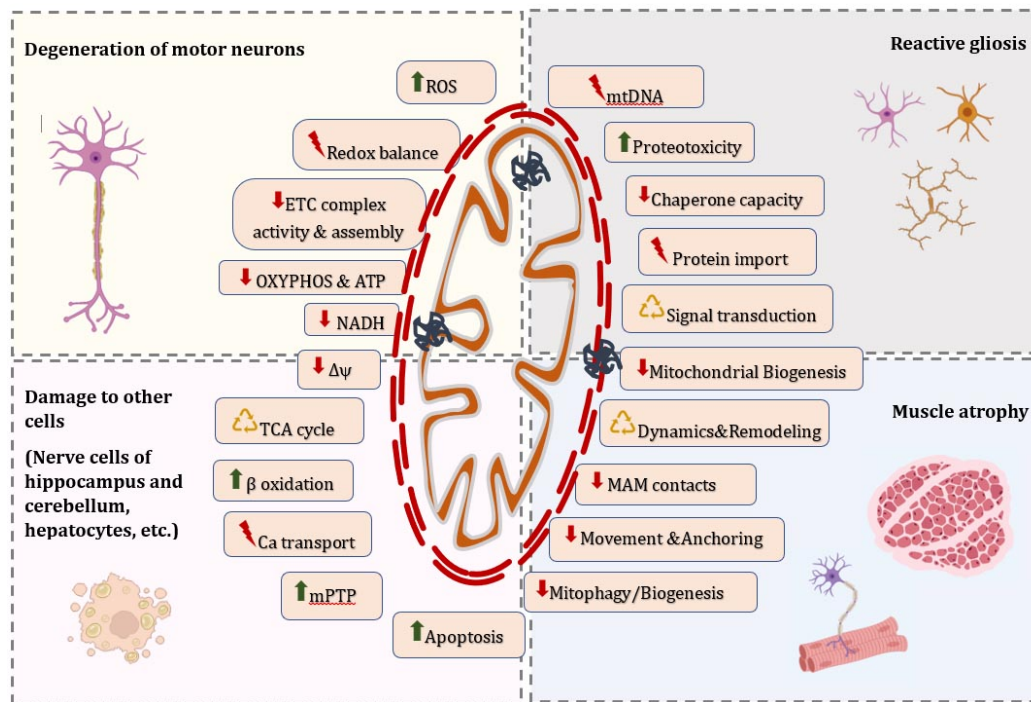 Degeneration of motor neurons
Reactive gliosis
ROS
Redox balance
ETC complex
activity & assembly
OXYPHOS & ATP
NADH
Δψ
TCA cycle
β oxidation
Ca transport
mPTP
Apoptosis
mtDNA
Proteotoxicity
Chaperone capacity
Protein import
Signal transduction
Mitochondrial Biogenesis
Dynamics&Remodeling
MAM contacts
Movement &Anchoring
Mitophagy/Biogenesis
Damage to other
cells
(Nerve cells of
hippocampus and
cerebellum,
hepatocytes, etc.)
Muscle atrophy